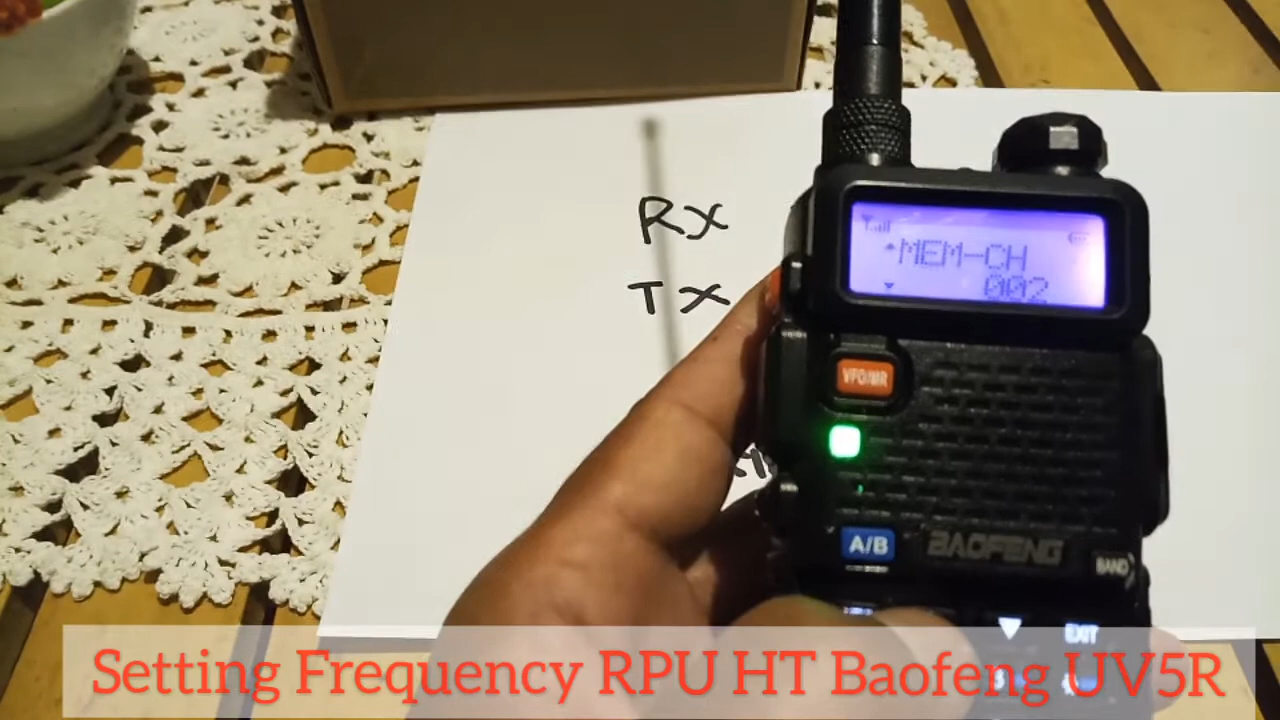 RX
TX
MEM-CH
002
VFO/MR
A/B
BAOFENG
BAND
EXIT
Setting Frequency RPU HT Baofeng UV5R